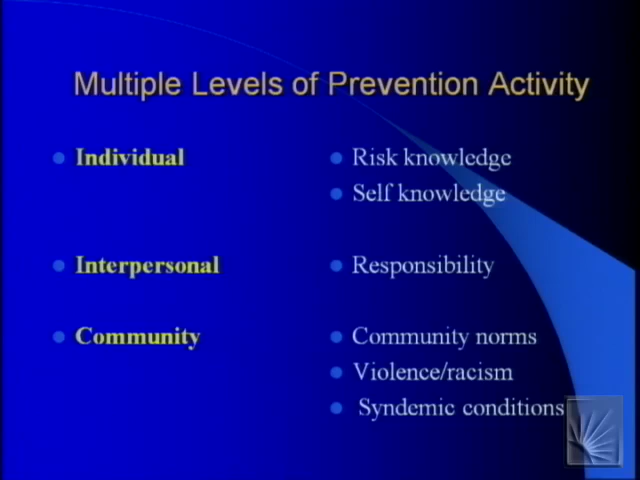 Multiple Levels of Prevention Activity
Individual
Risk knowledge
Self knowledge
Interpersonal
Responsibility
Community
Community norms
Violence/racism
Syndemic conditions